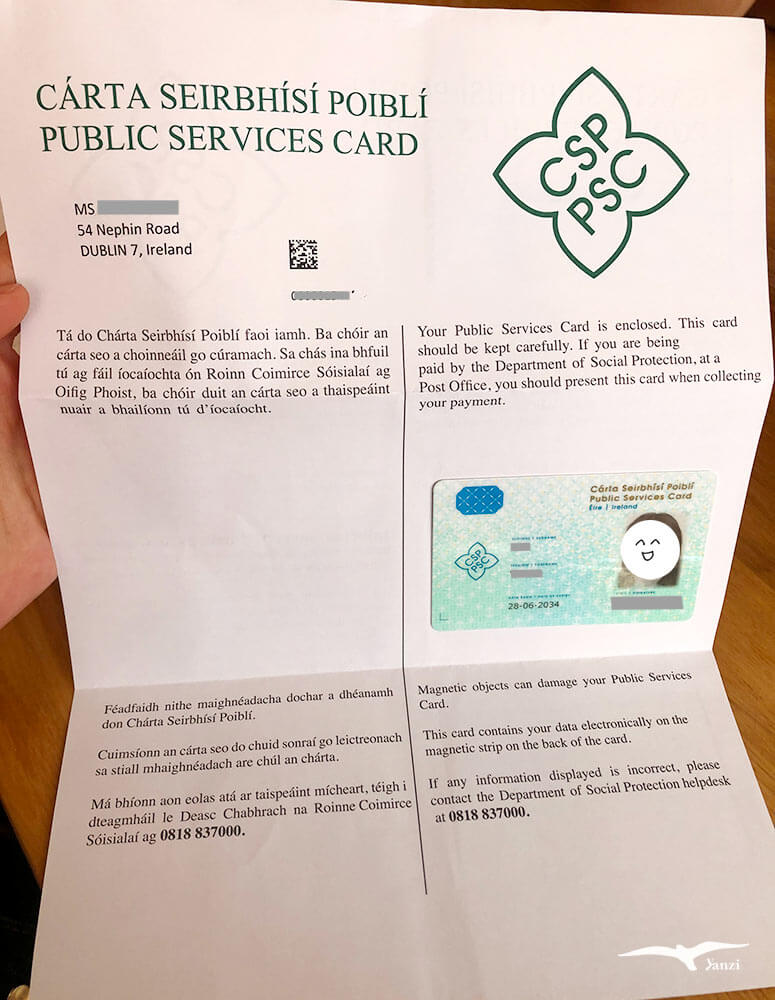 CÁRTA SEIRBHÍSÍ POIBLÍ
PUBLIC SERVICES CARD
CSP
PSC
MS
54 Nephin Road
DUBLIN 7, Ireland
Tá do Chárta Seirbhísí Poiblí faoi iamh. Ba chóir an
cárta seo a choinneáil go cúramach. Sa chás ina bhfuil
tú ag fáil íocaíochta ón Roinn Coimirce Sóisialaí ag
Oifig Phoist, ba chóir duit an cárta seo a thaispeáint
nuair a bhailíonn tú d'íocaíocht.
Your Public Services Card is enclosed. This card
should be kept carefully. If you are being
paid by the Department of Social Protection, at a
Post Office, you should present this card when collecting
your payment.
Cárta Seirbhísí Poiblí
Public Services Card
Éire | Ireland
CSP
PSC
28-06-2034
Féadfaidh nithe maighnéadacha dochar a dhéanamh
don Chárta Seirbhísí Poiblí.
Cuimsíonn an cárta seo do chuid sonraí go leictreonach
sa stiall mhaighnéadach are chúl an chárta.
Má bhíonn aon eolas atá ar taispeáint mícheart, téigh i
dteagmháil le Deasc Chabhrach na Roinne Coimirce
Sóisialaí ag 0818 837000.
Magnetic objects can damage your Public Services
Card.
This card contains your data electronically on the
magnetic strip on the back of the card.
If any information displayed is incorrect, please
contact the Department of Social Protection helpdesk
at 0818 837000.
Yanzi